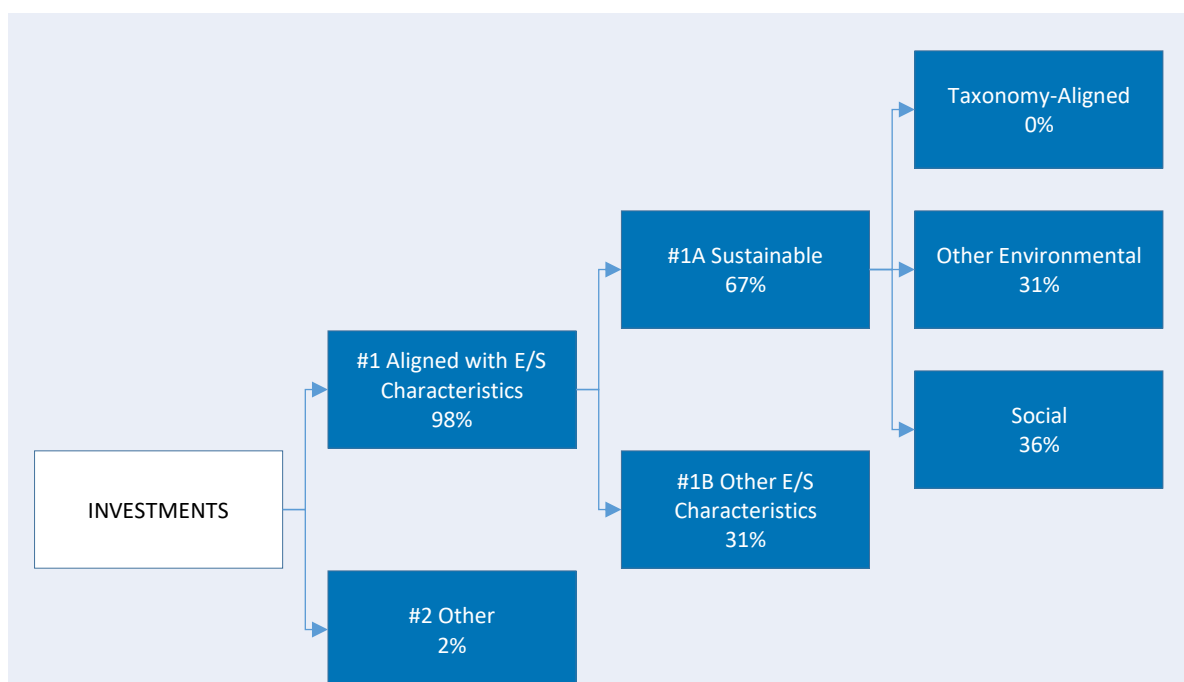 Taxonomy-Aligned
0%
#1A Sustainable
67%
Other Environmental
31%
#1 Aligned with E/S
Characteristics
98%
Social
36%
INVESTMENTS
#1B Other E/S
Characteristics
31%
#2 Other
2%